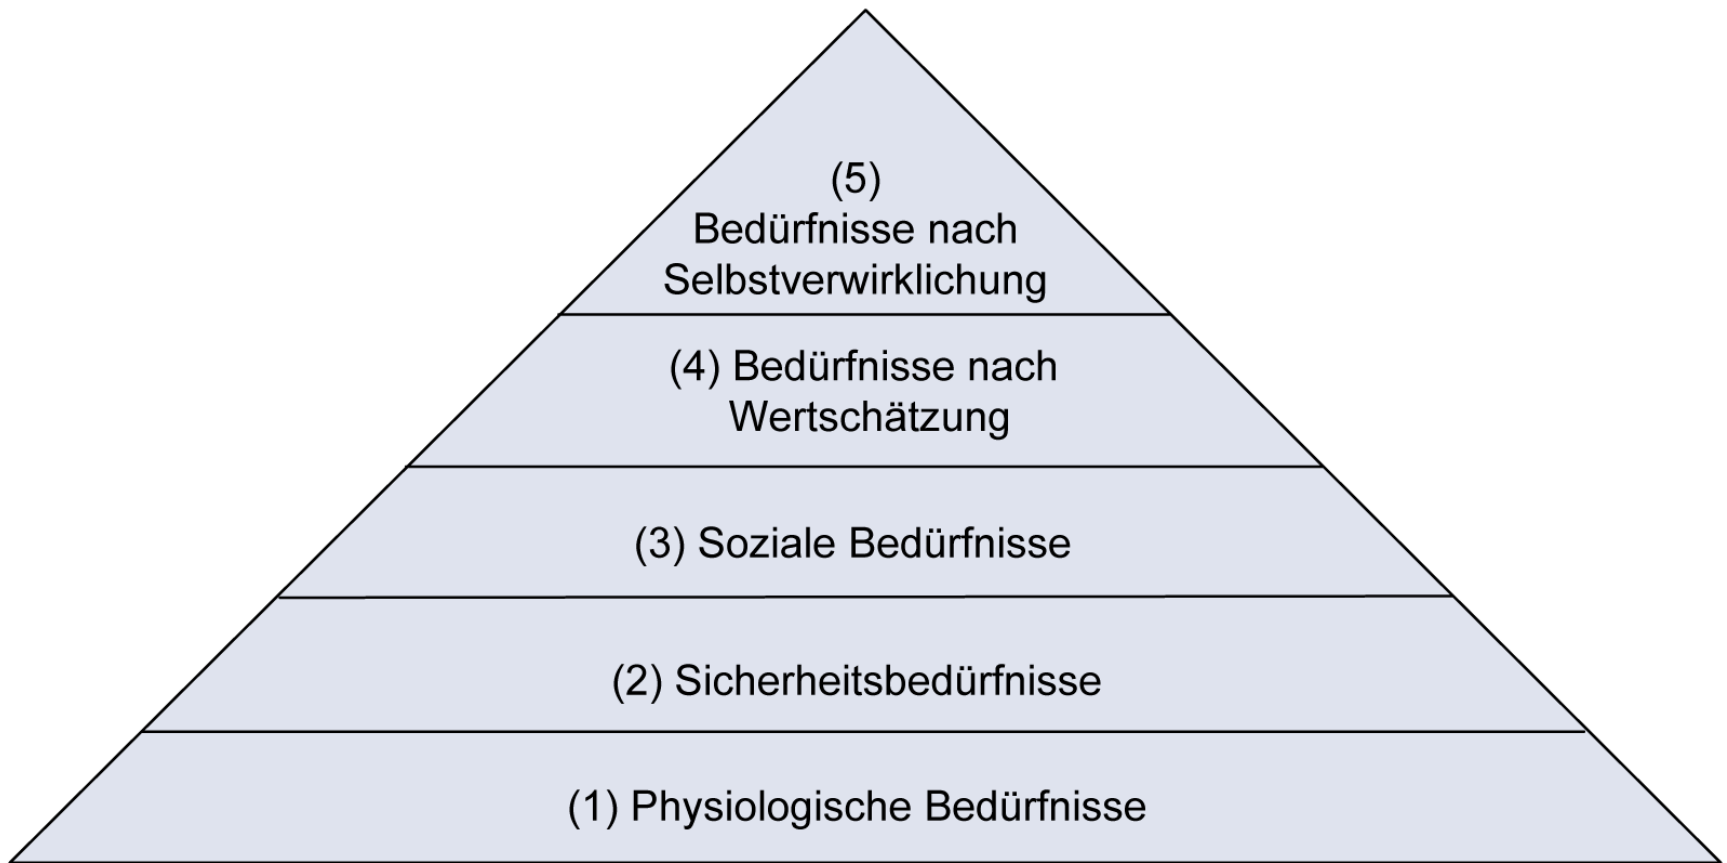 (5)
Bedürfnisse nach
Selbstverwirklichung
(4) Bedürfnisse nach
Wertschätzung
(3) Soziale Bedürfnisse
(2) Sicherheitsbedürfnisse
(1) Physiologische Bedürfnisse